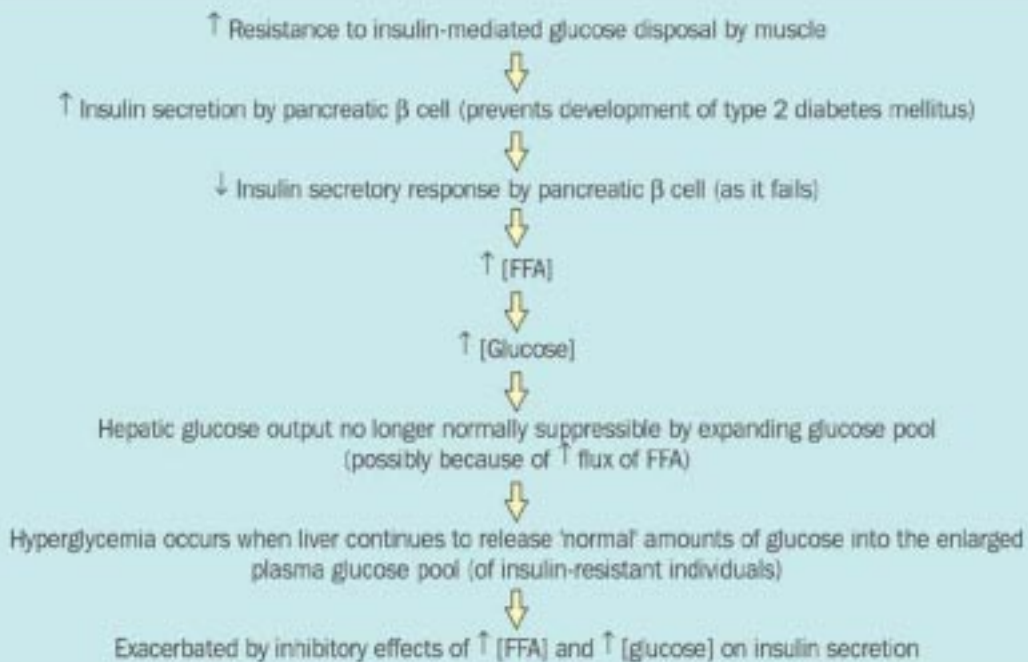 ↑ Resistance to insulin-mediated glucose disposal by muscle
↑ Insulin secretion by pancreatic β cell (prevents development of type 2 diabetes mellitus)
↓ Insulin secretory response by pancreatic β cell (as it fails)
↑ [FFA]
↑ [Glucose]
Hepatic glucose output no longer normally suppressible by expanding glucose pool
(possibly because of ↑ flux of FFA)
Hyperglycemia occurs when liver continues to release 'normal' amounts of glucose into the enlarged
plasma glucose pool (of insulin-resistant individuals)
Exacerbated by inhibitory effects of ↑ [FFA] and ↑ [glucose] on insulin secretion